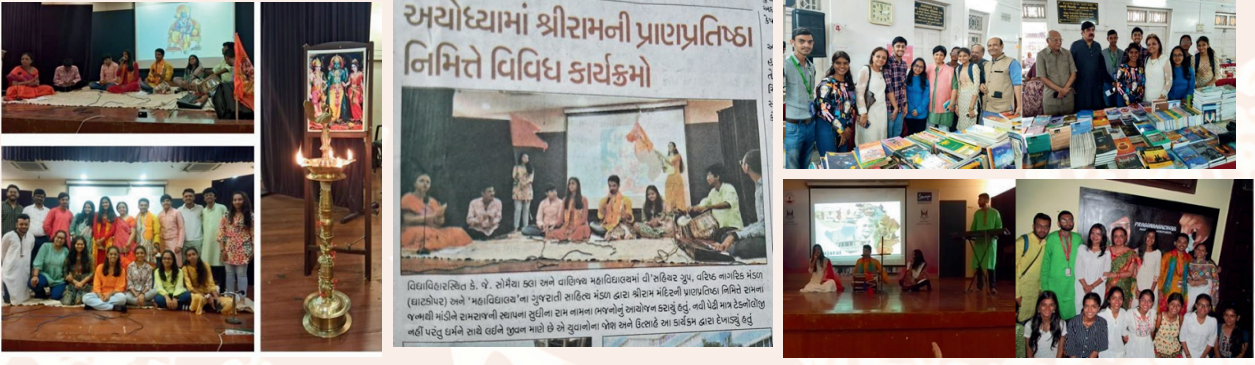 અયોધ્યામાં શ્રીરામની પ્રાણપ્રતિષ્ઠા
નિમિત્તે વિવિધ કાર્યક્રમો
વિદ્યાવિહારસ્થિત કે. જે. સોમૈયા કલા અને વાણિજ્ય મહાવિદ્યાલયમાં વી'સહિયર ગ્રુપ, વરિષ્ઠ નાગરિક મંડળ
(ઘાટકોપર) અને 'મહાવિદ્યાલય'ના ગુજરાતી સાહિત્ય મંડળ દ્વારા શ્રીરામ મંદિરની પ્રાણપ્રતિષ્ઠા નિમિત્તે રામના
જન્મથી માંડીને રામરાજની સ્થાપના સુધીના રામ નામના ભજનોનું આયોજન કરાયું હતું. નવી પેઢી માત્ર ટેકનોલોજી
નહીં પરંતુ ધર્મને સાથે લઈને જીવન માણે છે એ યુવાનોના જોશ અને ઉત્સાહે આ કાર્યક્રમ દ્વારા દેખાડ્યું હતું